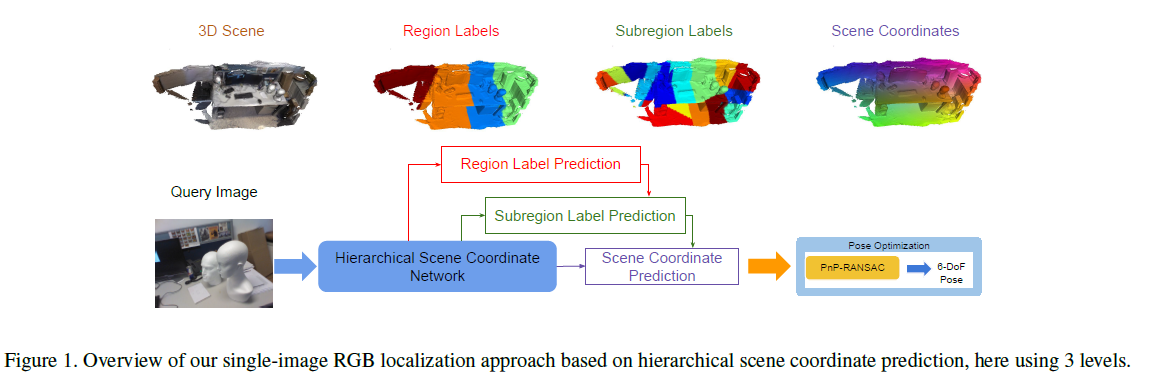 3D Scene
Region Labels
Subregion Labels
Scene Coordinates
Region Label Prediction
Query Image
Subregion Label Prediction
Hierarchical Scene Coordinate
Network
Scene Coordinate
Prediction
Pose Optimization
PnP-RANSAC
6-DoF
Pose
Figure 1. Overview of our single-image RGB localization approach based on hierarchical scene coordinate prediction, here using 3 levels.